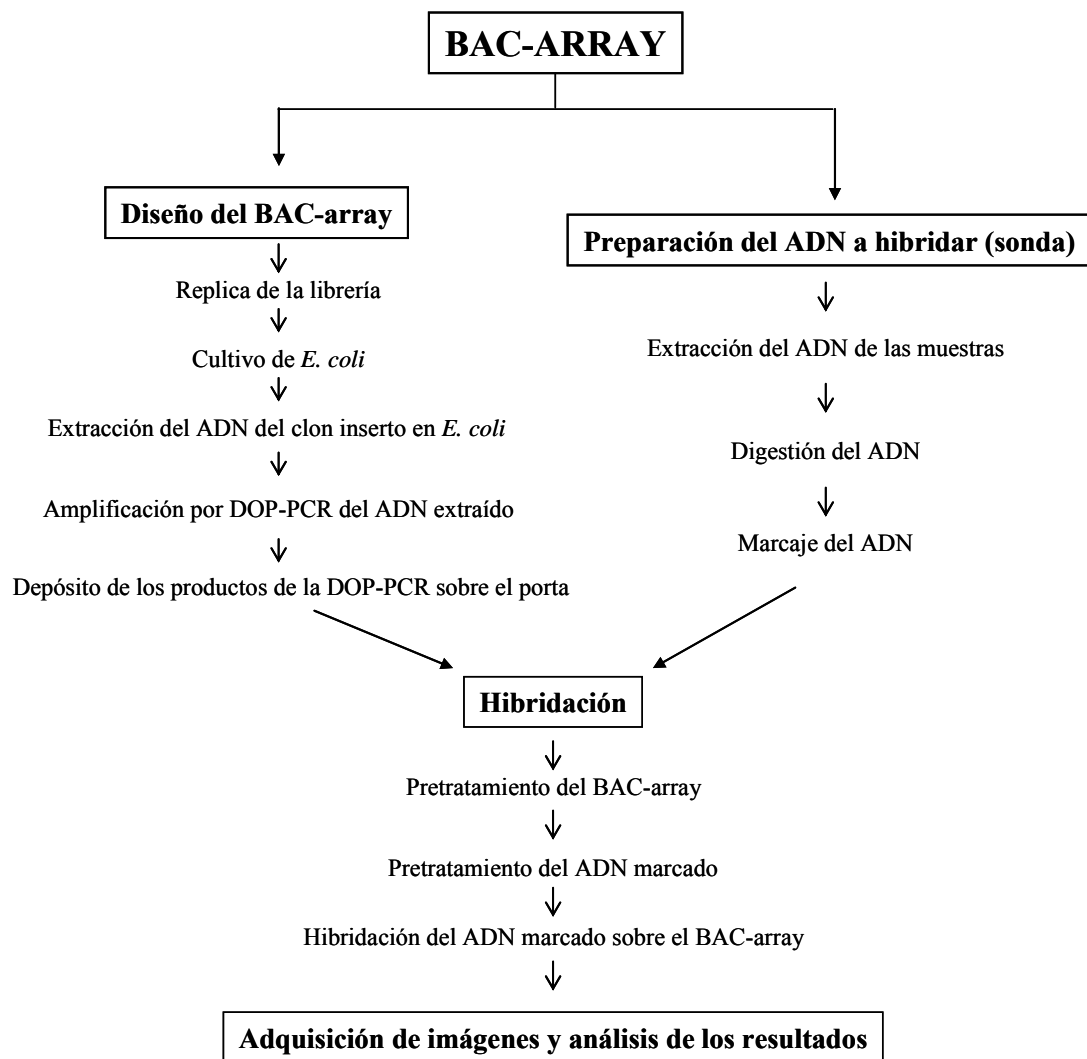 BAC-ARRAY
Diseño del BAC-array
Replica de la librería
Cultivo de E. coli
Extracción del ADN del clon inserto en E. coli
Amplificación por DOP-PCR del ADN extraído
Depósito de los productos de la DOP-PCR sobre el porta
Preparación del ADN a hibridar (sonda)
Extracción del ADN de las muestras
Digestión del ADN
Marcaje del ADN
Hibridación
Pretratamiento del BAC-array
Pretratamiento del ADN marcado
Hibridación del ADN marcado sobre el BAC-array
Adquisición de imágenes y análisis de los resultados